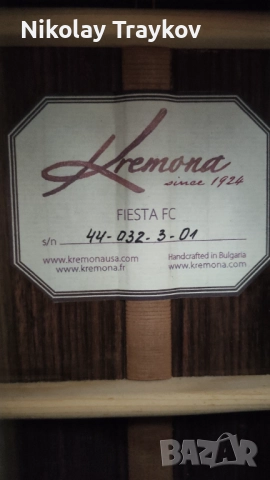 Nikolay Traykov
Kremona
since 1924
FIESTA FC
s/n 44-032-3-01
www.kremonausa.com Handcrafted in Bulgaria
www.kremona.fr www.kremona.com
BAZAR